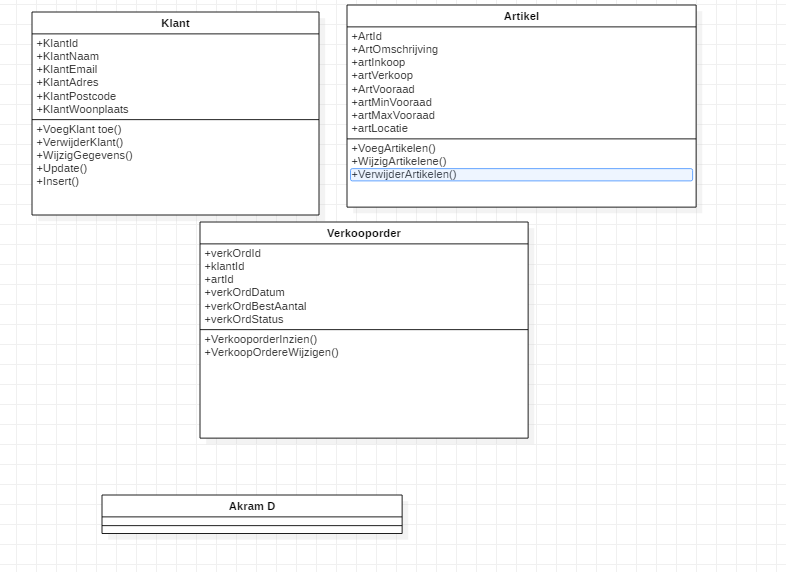 Klant
+KlantId
+KlantNaam
+KlantEmail
+KlantAdres
+KlantPostcode
+KlantWoonplaats
+VoegKlant toe()
+VerwijderKlant()
+WijzigGegevens()
+Update()
+Insert()
Artikel
+ArtId
+ArtOmschrijving
+artInkoop
+artVerkoop
+ArtVooraad
+artMinVooraad
+artMaxVooraad
+artLocatie
+VoegArtikelen()
+WijzigArtikelene()
+VerwijderArtikelen()
Verkooporder
+verkOrdId
+klantId
+artId
+verkOrdDatum
+verkOrdBestAantal
+verkOrdStatus
+VerkooporderInzien()
+VerkoopOrdereWijzigen()
Akram D